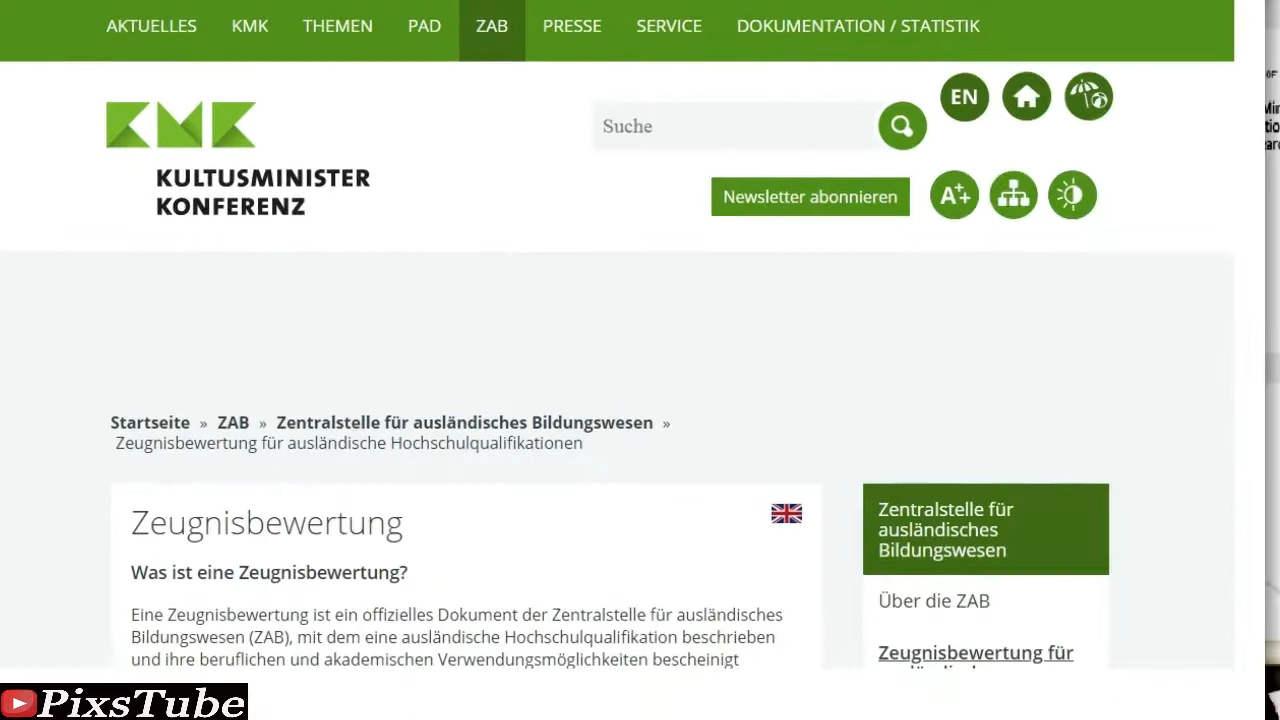 AKTUELLES KMK THEMEN PAD ZAB PRESSE SERVICE DOKUMENTATION / STATISTIK
EN
KMK
KULTUSMINISTER
KONFERENZ
Suche
Newsletter abonnieren
A++
Startseite » ZAB » Zentralstelle für ausländisches Bildungswesen »
Zeugnisbewertung für ausländische Hochschulqualifikationen
Zeugnisbewertung
Was ist eine Zeugnisbewertung?
Eine Zeugnisbewertung ist ein offizielles Dokument der Zentralstelle für ausländisches
Bildungswesen (ZAB), mit dem eine ausländische Hochschulqualifikation beschrieben
und ihre beruflichen und akademischen Verwendungsmöglichkeiten bescheinigt
Zentralstelle für
ausländisches
Bildungswesen
Über die ZAB
Zeugnisbewertung für
OF
PixsTube